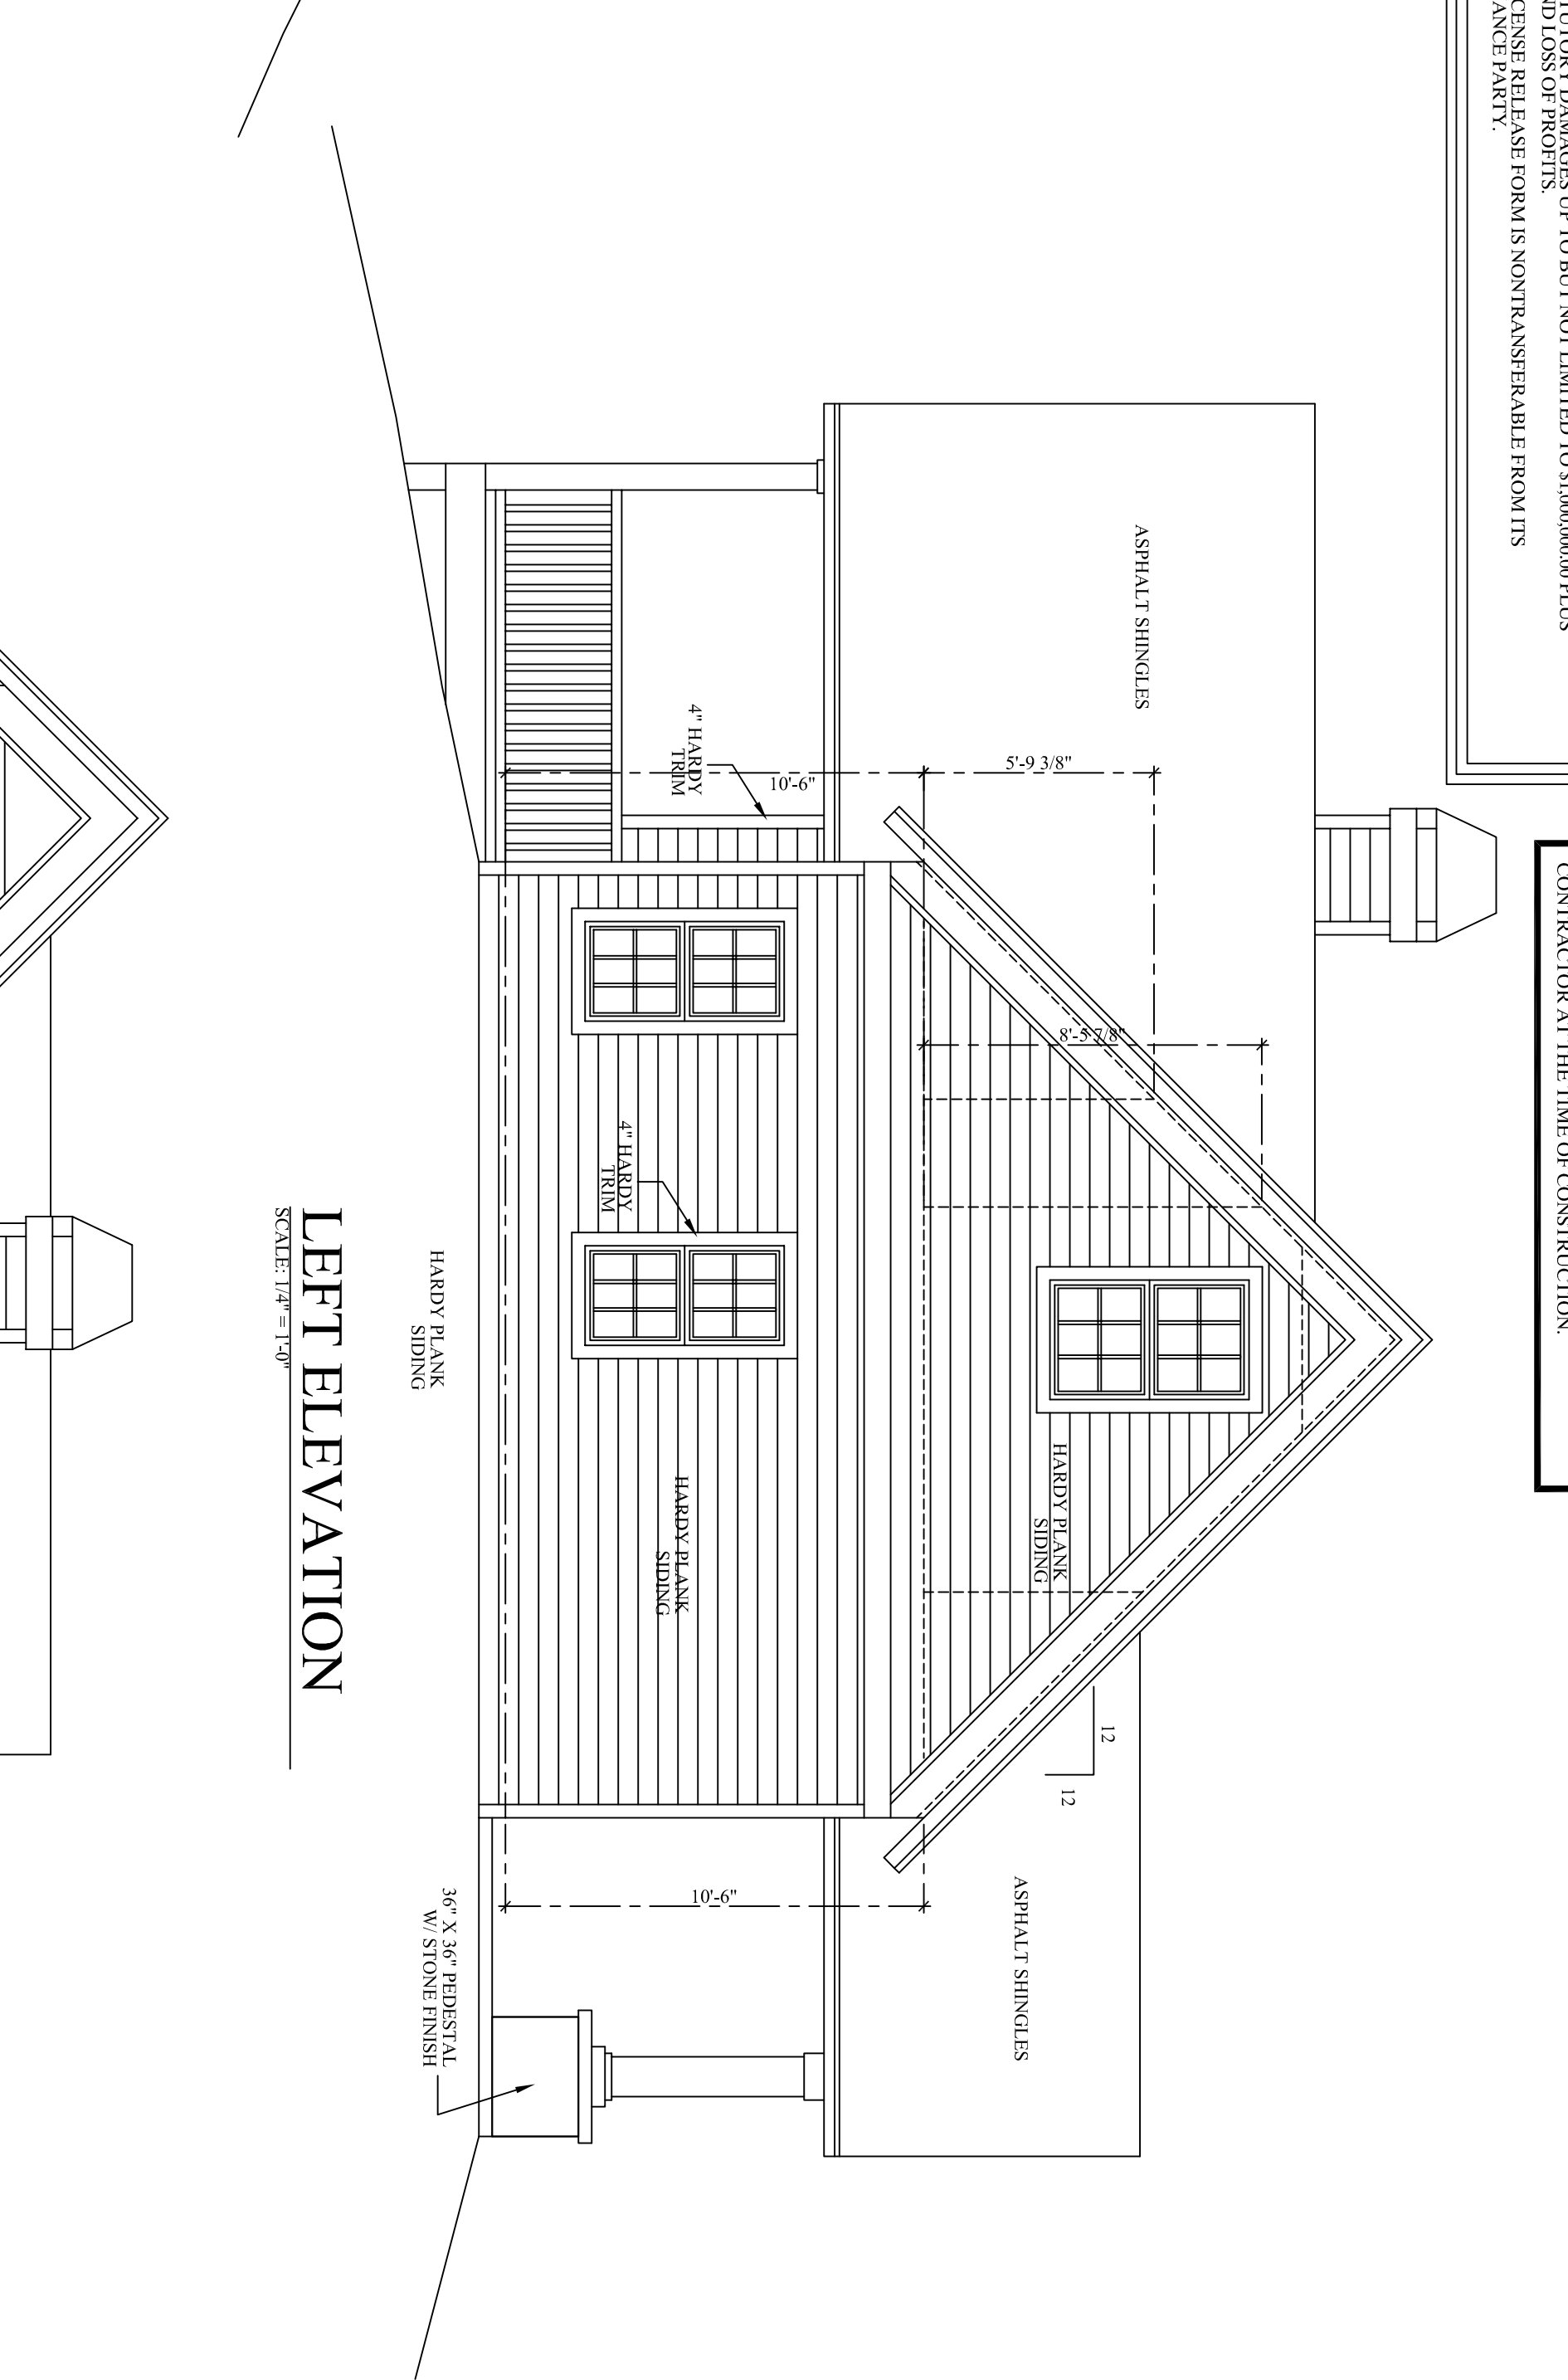 TUTORY DAMAGES UP TO BUT NOT LIMITED TO $1,000,000.00 PLUS
ND LOSS OF PROFITS.
CENSE RELEASE FORM IS NONTRANSFERABLE FROM ITS
ANCE PARTY.
CONTRACTOR AT THE TIME OF CONSTRUCTION.
ASPHALT SHINGLES
5'-9 3/8"
8'-5 7/8"
12
12
HARDY PLANK
SIDING
ASPHALT SHINGLES
4" HARDY
TRIM
10'-6"
4" HARDY
TRIM
HARDY PLANK
SIDING
10'-6"
HARDY PLANK
SIDING
36" X 36" PEDESTAL
W/ STONE FINISH
LEFT ELEVATION
SCALE: 1/4" = 1'-0"